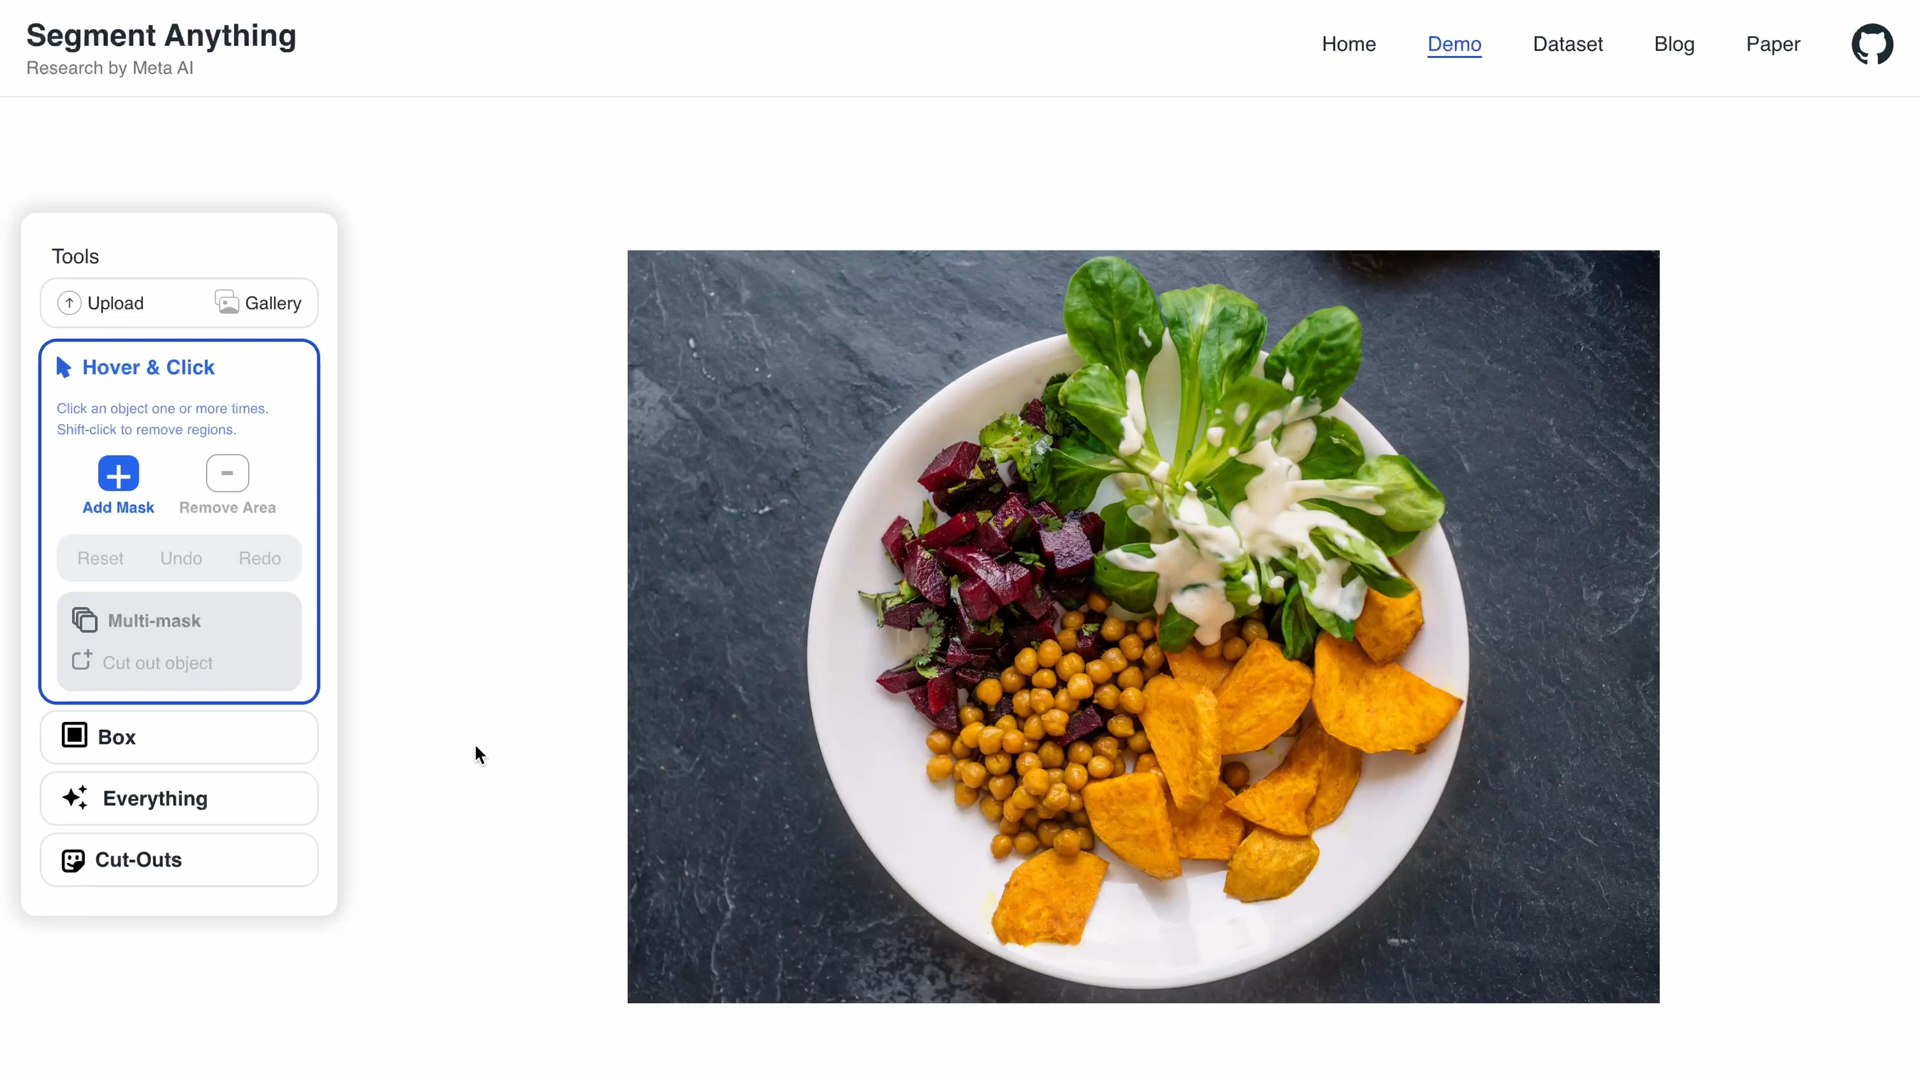 Segment Anything
Research by Meta AI
Home Demo Dataset Blog Paper
Tools
Upload Gallery
Hover & Click
Click an object one or more times.
Shift-click to remove regions.
Add Mask Remove Area
Reset Undo Redo
Multi-mask
Cut out object
Box
Everything
Cut-Outs